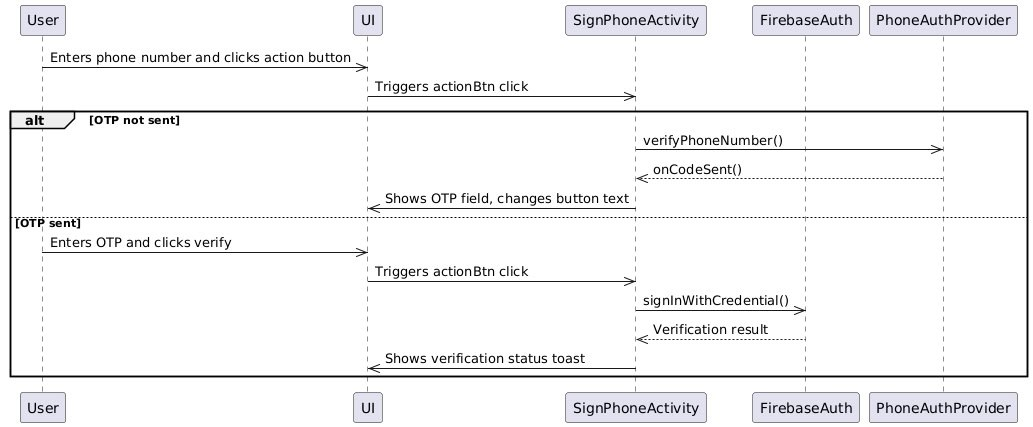 User UI SignPhoneActivity FirebaseAuth PhoneAuthProvider
Enters phone number and clicks action button
Triggers actionBtn click
alt [OTP not sent]
verifyPhoneNumber()
onCodeSent()
Shows OTP field, changes button text
[OTP sent]
Enters OTP and clicks verify
Triggers actionBtn click
signInWithCredential()
Verification result
Shows verification status toast
User UI SignPhoneActivity FirebaseAuth PhoneAuthProvider